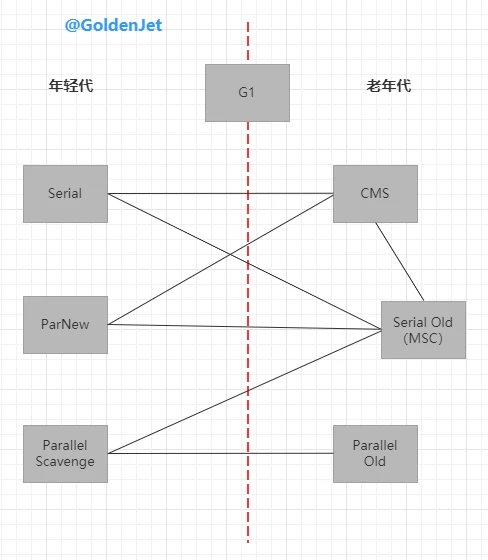 @GoldenJet
年轻代
G1
老年代
Serial
CMS
ParNew
Serial Old
（MSC）
Parallel
Scavenge
Parallel
Old